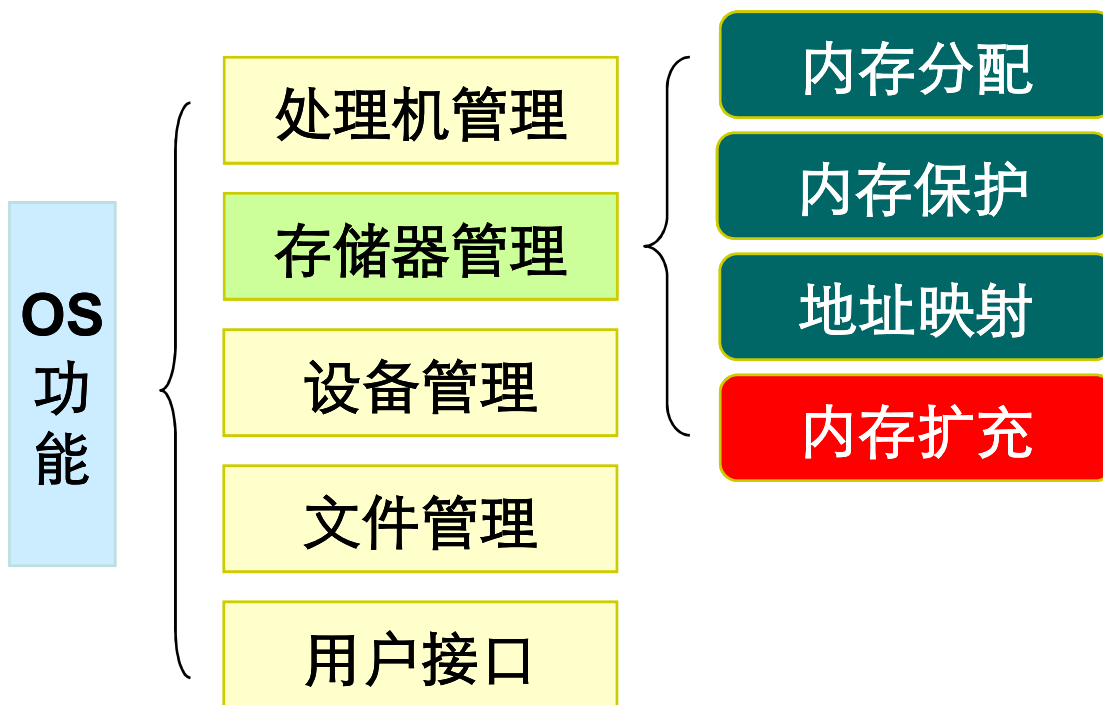 OS
功
能
处理机管理
存储器管理
设备管理
文件管理
用户接口
内存分配
内存保护
地址映射
内存扩充